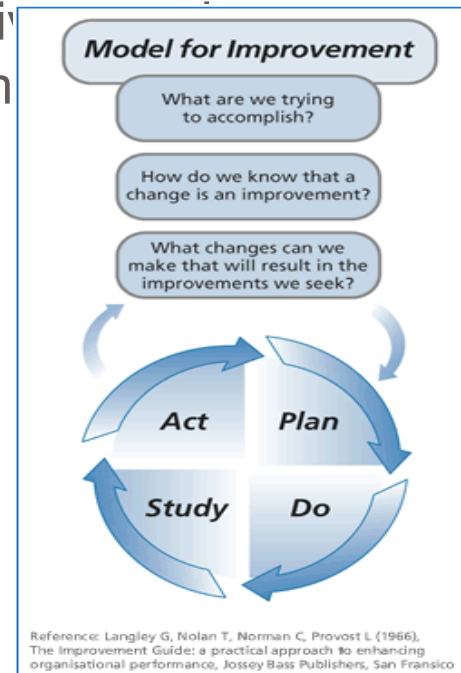 Model for Improvement
What are we trying
to accomplish?
How do we know that a
change is an improvement?
What changes can we
make that will result in the
improvements we seek?
Act
Plan
Study
Do
Reference: Langley G, Nolan T, Norman C, Provost L (1966),
The Improvement Guide: a practical approach to enhancing
organisational performance, Jossey Bass Publishers, San Fransico